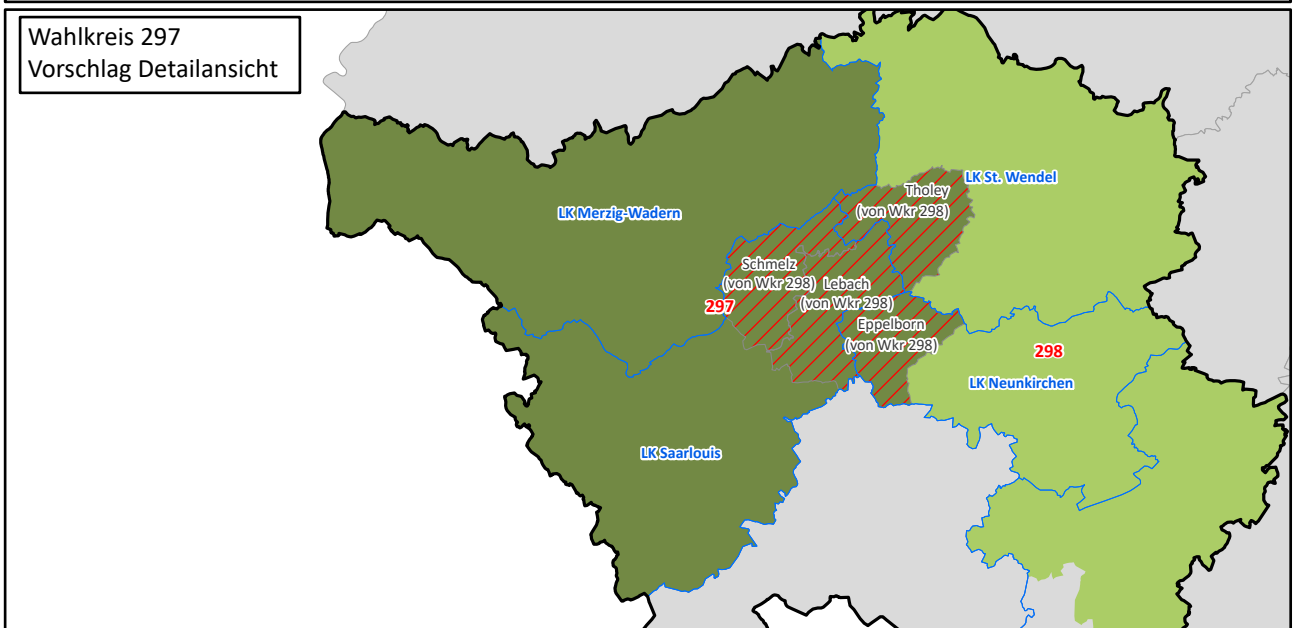 Wahlkreis 297
Vorschlag Detailansicht
LK St. Wendel
Tholey
(von Wkr 298)
LK Merzig-Wadern
Schmelz
(von Wkr 298)
Lebach
(von Wkr 298)
297
Eppelborn
(von Wkr 298)
298
LK Neunkirchen
LK Saarlouis